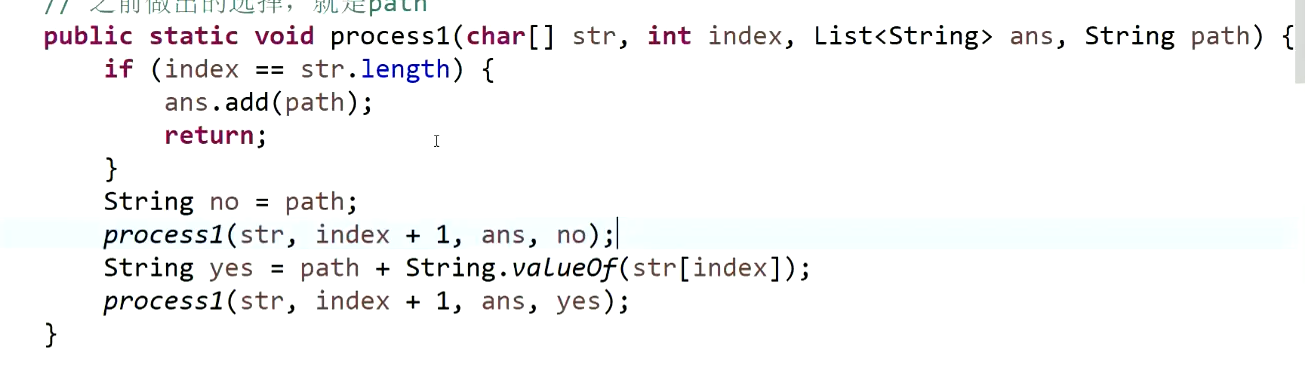 // 之前做出的选择，就是path
public static void process1(char[] str, int index, List<String> ans, String path) {
    if (index == str.length) {
        ans.add(path);
        return;
    }
    String no = path;
    process1(str, index + 1, ans, no);
    String yes = path + String.valueOf(str[index]);
    process1(str, index + 1, ans, yes);
}